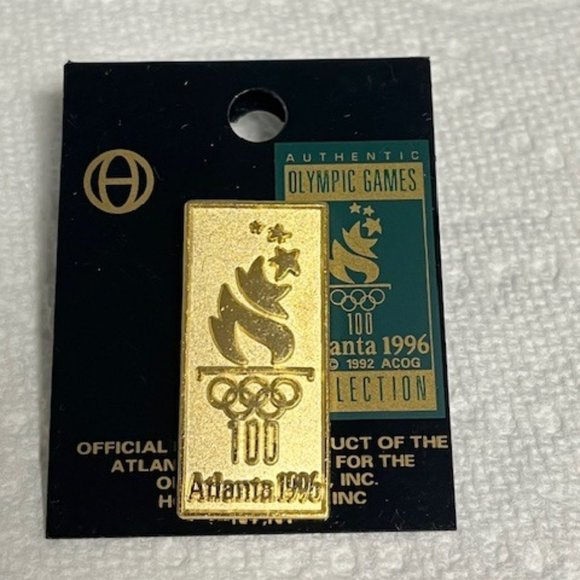 AUTHENTIC
OLYMPIC GAMES
100
anta 1996
© 1992 ACOG
LECTION
100
Atlanta 1996
OFFICIAL UCT OF THE
ATLAN FOR THE
O , INC.
H INC